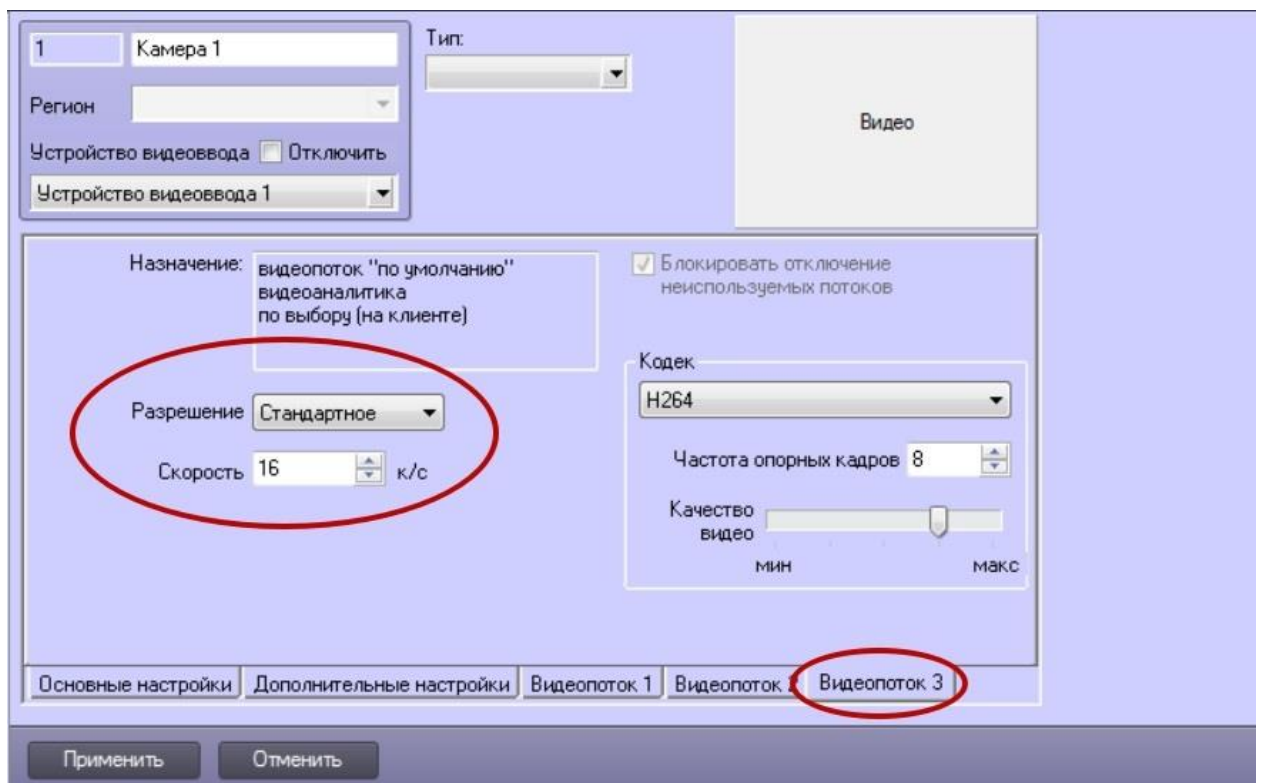 1
Камера 1
Тип:
Регион
Устройство видеоввода
Отключить
Устройство видеоввода 1
Видео
Назначение:
видеопоток "по умолчанию"
видеоаналитика
по выбору (на клиенте)
Блокировать отключение
неиспользуемых потоков
Разрешение
Стандартное
Скорость
16
к/с
Кодек
H264
Частота опорных кадров
8
Качество
видео
мин
макс
Основные настройки
Дополнительные настройки
Видеопоток 1
Видеопоток 2
Видеопоток 3
Применить
Отменить